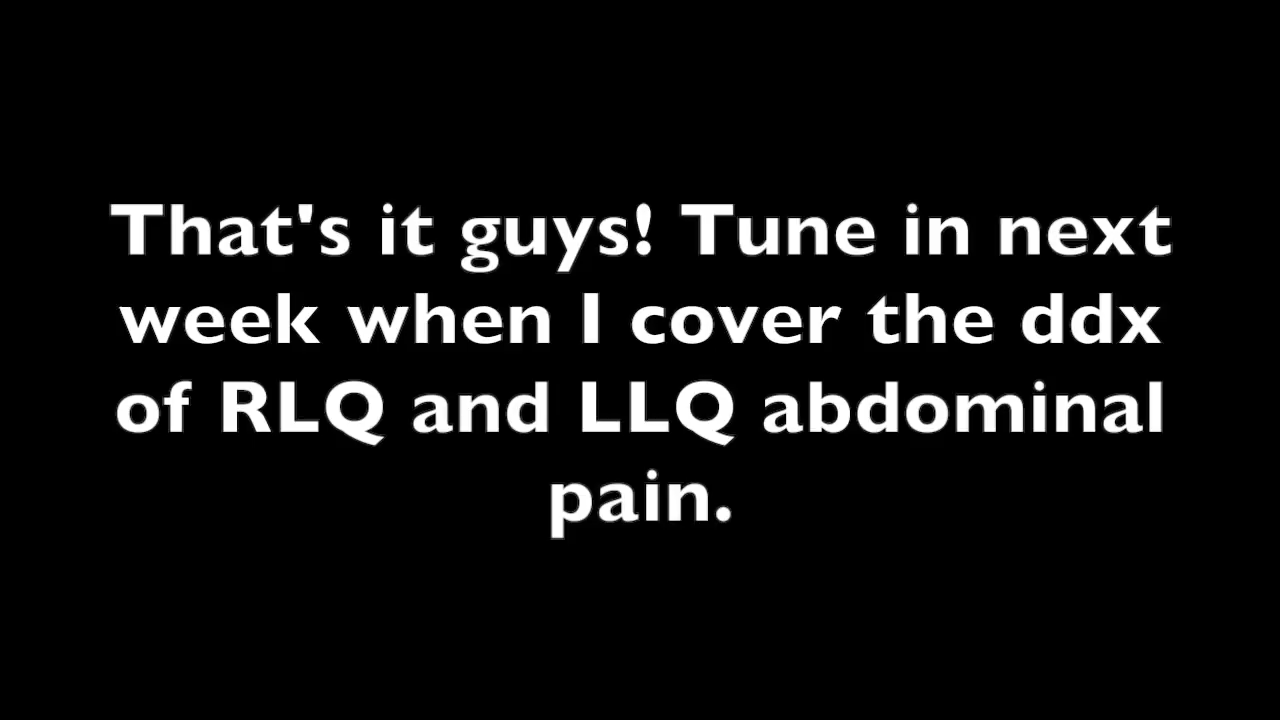 That's it guys! Tune in next
week when I cover the ddx
of RLQ and LLQ abdominal
pain.